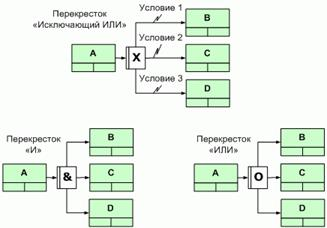 Перекресток
«Исключающий ИЛИ»
Условие 1
B
A
X
Условие 2
C
Условие 3
D
Перекресток
«И»
B
A
&
C
D
Перекресток
«ИЛИ»
B
A
O
C
D